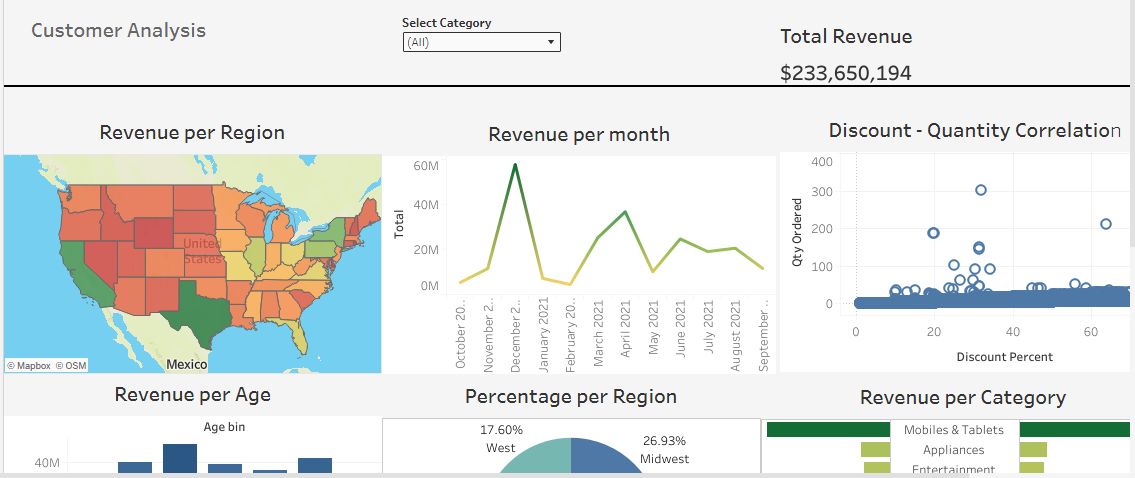 Customer Analysis
Select Category
(All)
Total Revenue
$233,650,194
Revenue per Region
United
States
Mexico
© Mapbox © OSM
Revenue per month
Total
60M
40M
20M
0M
October 20..
November 2..
December 2..
January 2021
February 20..
March 2021
April 2021
May 2021
June 2021
July 2021
August 2021
September ..
Discount - Quantity Correlation
Qty Ordered
400
300
200
100
0
0 20 40 60
Discount Percent
Revenue per Age
Age bin
40M
Percentage per Region
17.60%
West
26.93%
Midwest
Revenue per Category
Mobiles & Tablets
Appliances
Entertainment